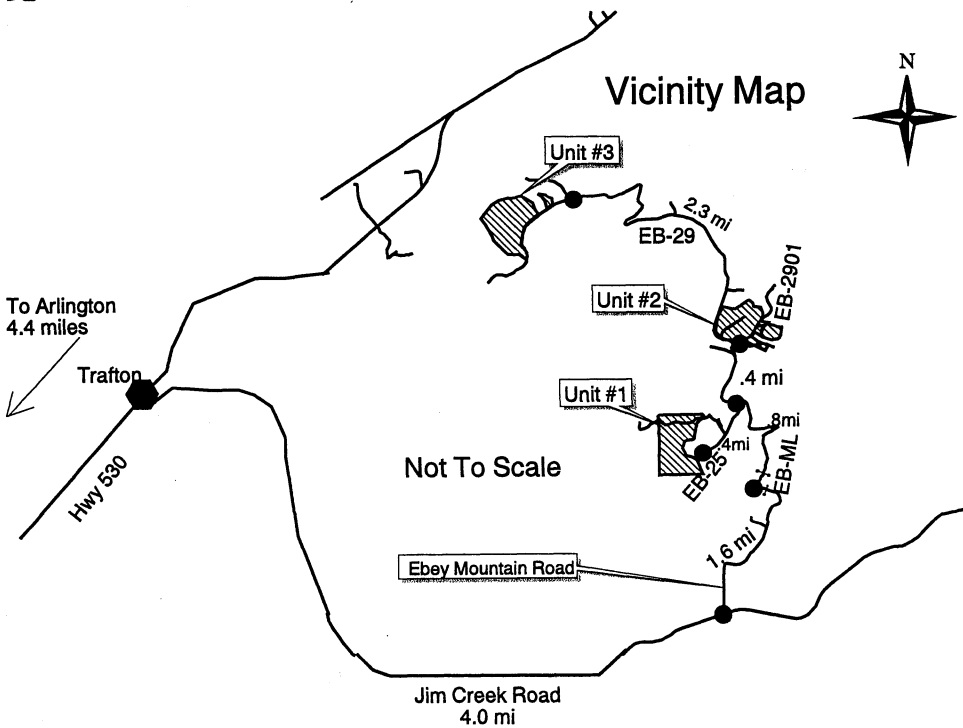 Vicinity Map
N
Unit #3
2.3 mi
EB-29
EB-2901
Unit #2
To Arlington
4.4 miles
Trafton
.4 mi
Unit #1
.8mi
.4mi
EB-25
EB-ML
Not To Scale
Hwy 530
1.6 mi
Ebey Mountain Road
Jim Creek Road
4.0 mi